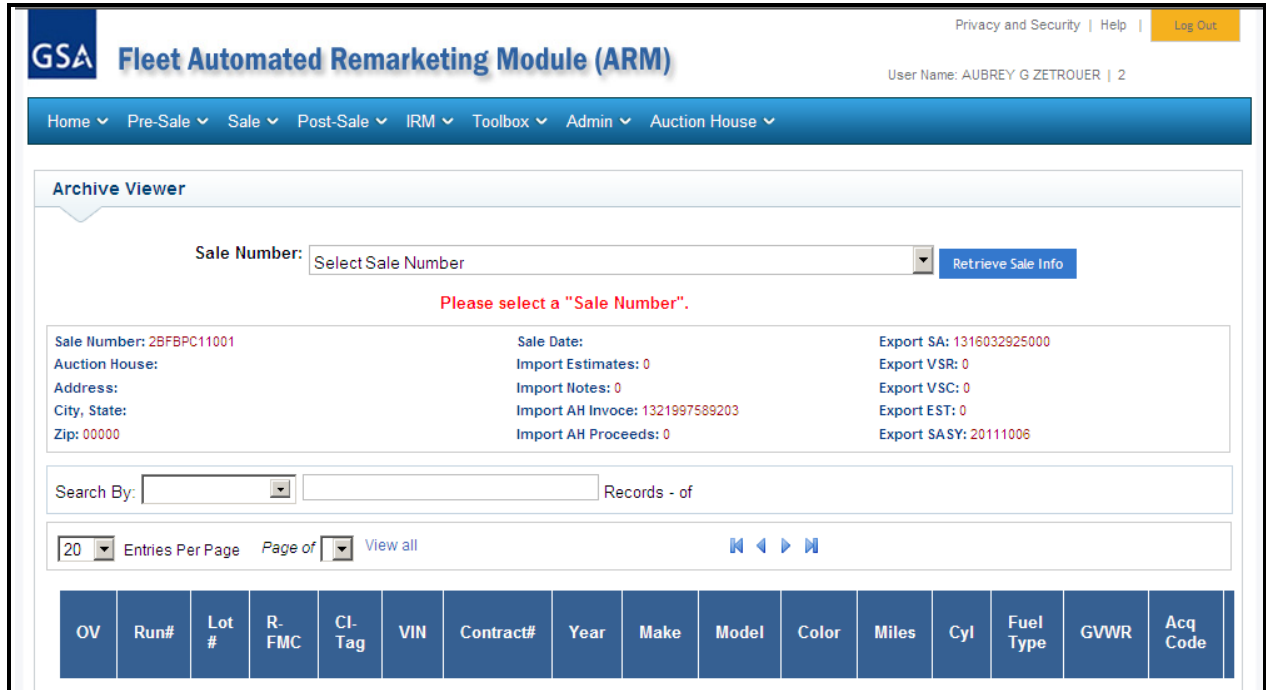 Privacy and Security | Help |
Log Out
GSA
Fleet Automated Remarketing Module (ARM)
User Name: AUBREY G ZETROUER | 2
Home Pre-Sale Sale Post-Sale IRM Toolbox Admin Auction House
Archive Viewer
Sale Number: Select Sale Number Retrieve Sale Info
Please select a "Sale Number".
Sale Number: 2BFBPC11001 Sale Date: Export SA: 1316032925000
Auction House: Import Estimates: 0 Export VSR: 0
Address: Import Notes: 0 Export VSC: 0
City, State: Import AH Invoce: 1321997589203 Export EST: 0
Zip: 00000 Import AH Proceeds: 0 Export SASY: 20111006
Search By: Records - of
20 Entries Per Page Page of View all
OV Run# Lot # R-FMC Cl-Tag VIN Contract# Year Make Model Color Miles Cyl Fuel Type GVWR Acq Code